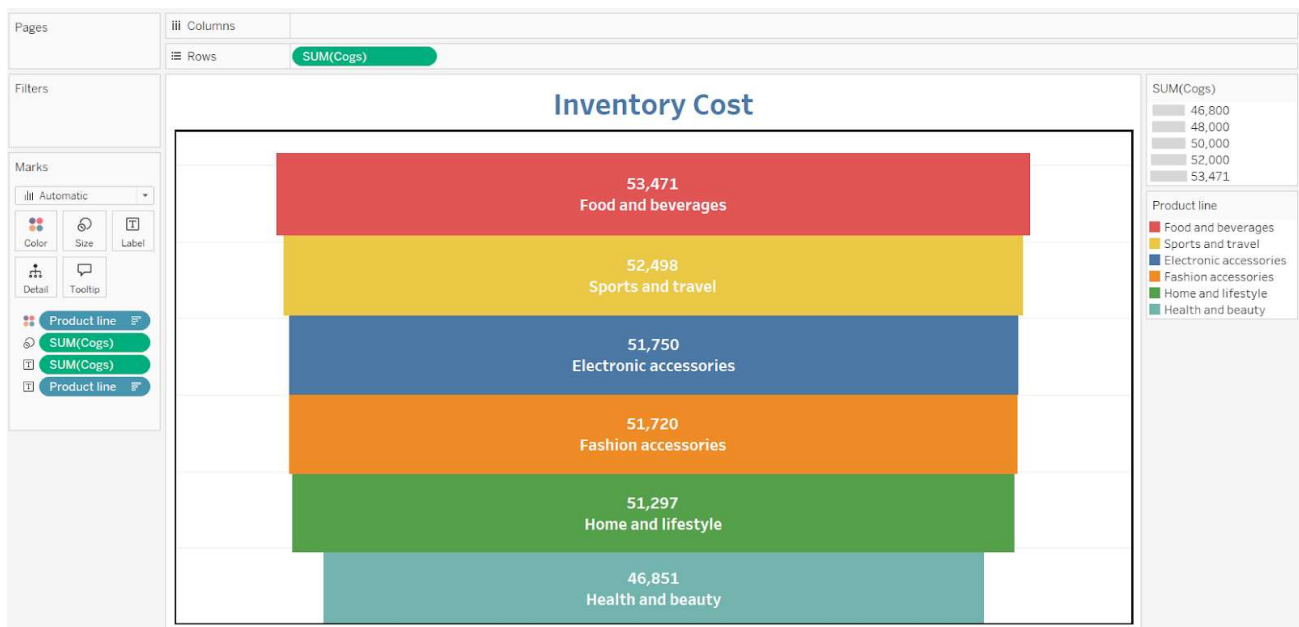 Pages
iii Columns
Rows
SUM(Cogs)
Filters
Marks
Automatic
Color
Size
Label
Detail
Tooltip
Product line
SUM(Cogs)
SUM(Cogs)
Product line
Inventory Cost
53,471
Food and beverages
52,498
Sports and travel
51,750
Electronic accessories
51,720
Fashion accessories
51,297
Home and lifestyle
46,851
Health and beauty
SUM(Cogs)
46,800
48,000
50,000
52,000
53,471
Product line
Food and beverages
Sports and travel
Electronic accessories
Fashion accessories
Home and lifestyle
Health and beauty